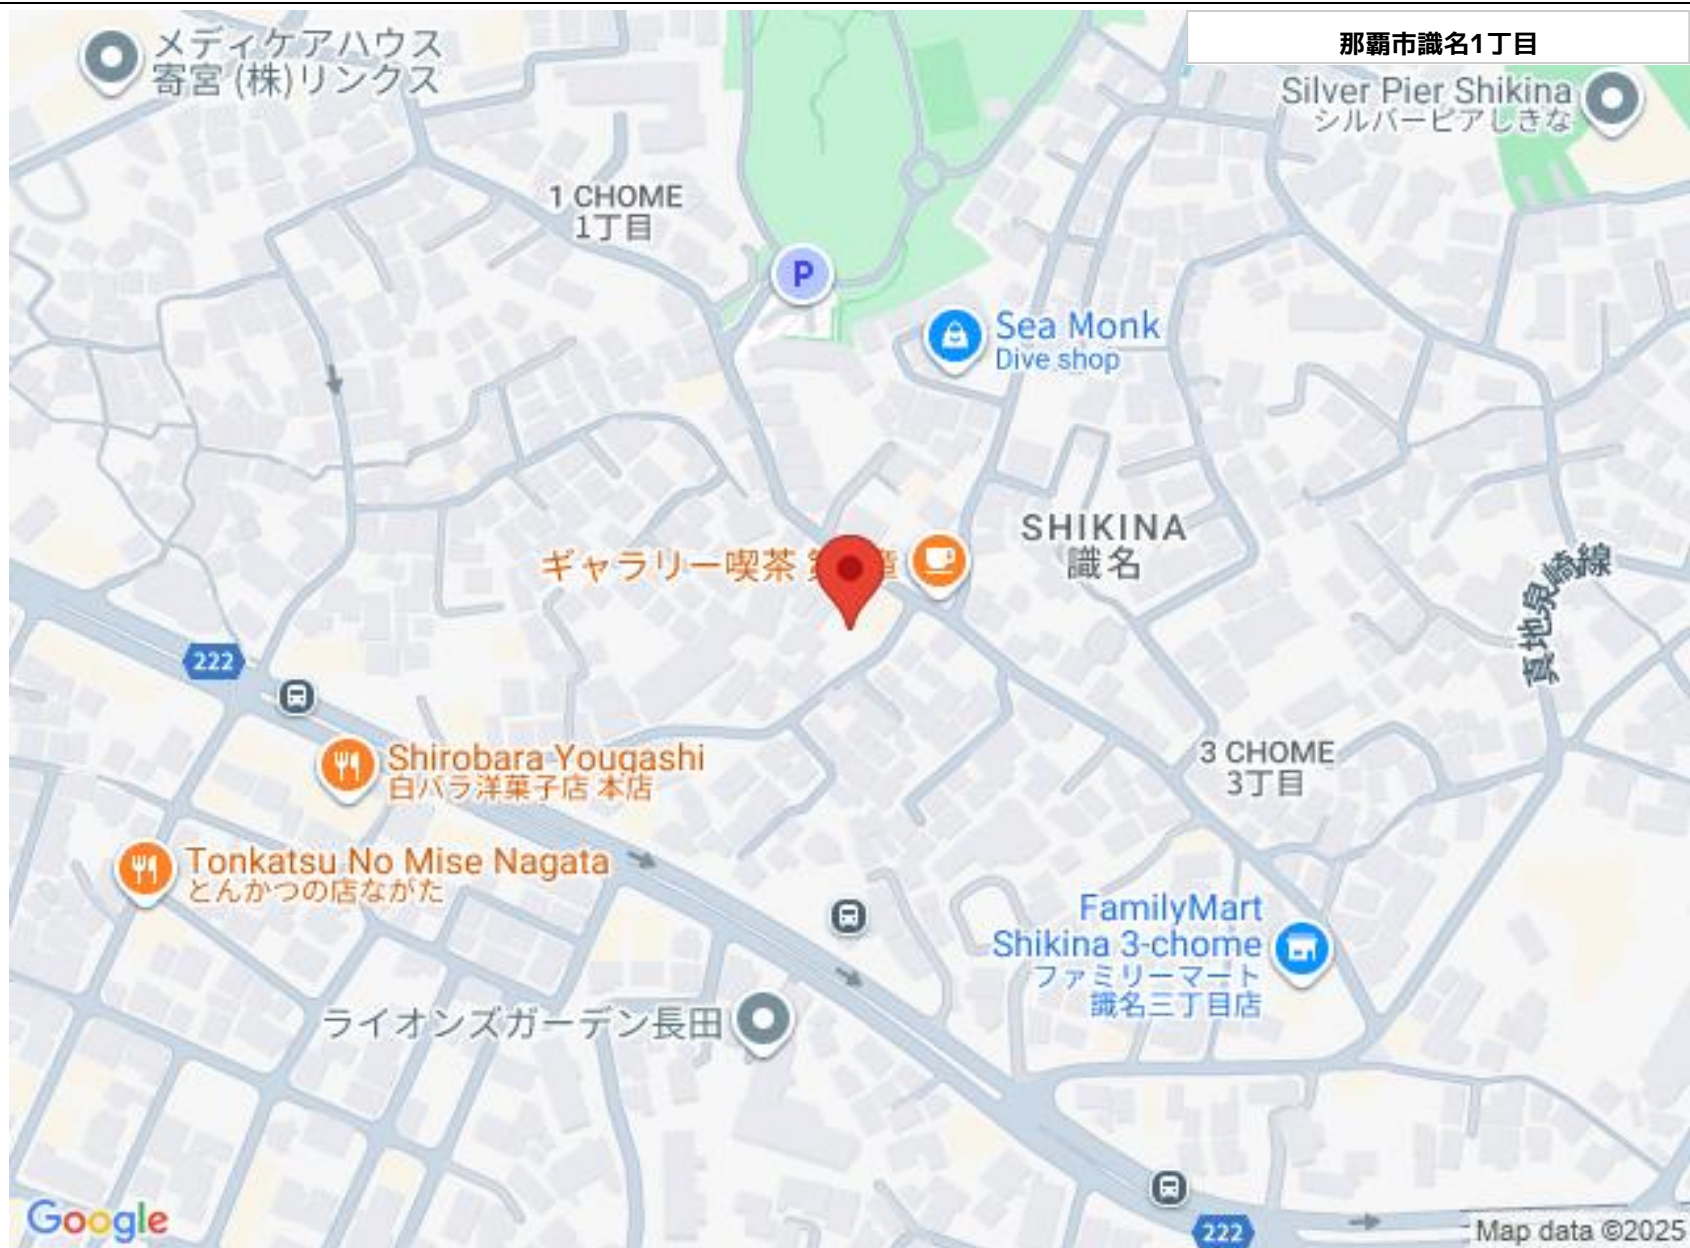 那覇市識名1丁目
メディケアハウス
寄宮 (株)リンクス
Silver Pier Shikina
シルバーピアしきな
1 CHOME
1丁目
P
Sea Monk
Dive shop
SHIKINA
識名
ギャラリー喫茶
真地久茂地線
222
Shirobara Yougashi
白バラ洋菓子店 本店
3 CHOME
3丁目
Tonkatsu No Mise Nagata
とんかつの店ながた
FamilyMart
Shikina 3-chome
ファミリーマート
識名三丁目店
ライオンズガーデン長田
222
Google
Map data ©2025